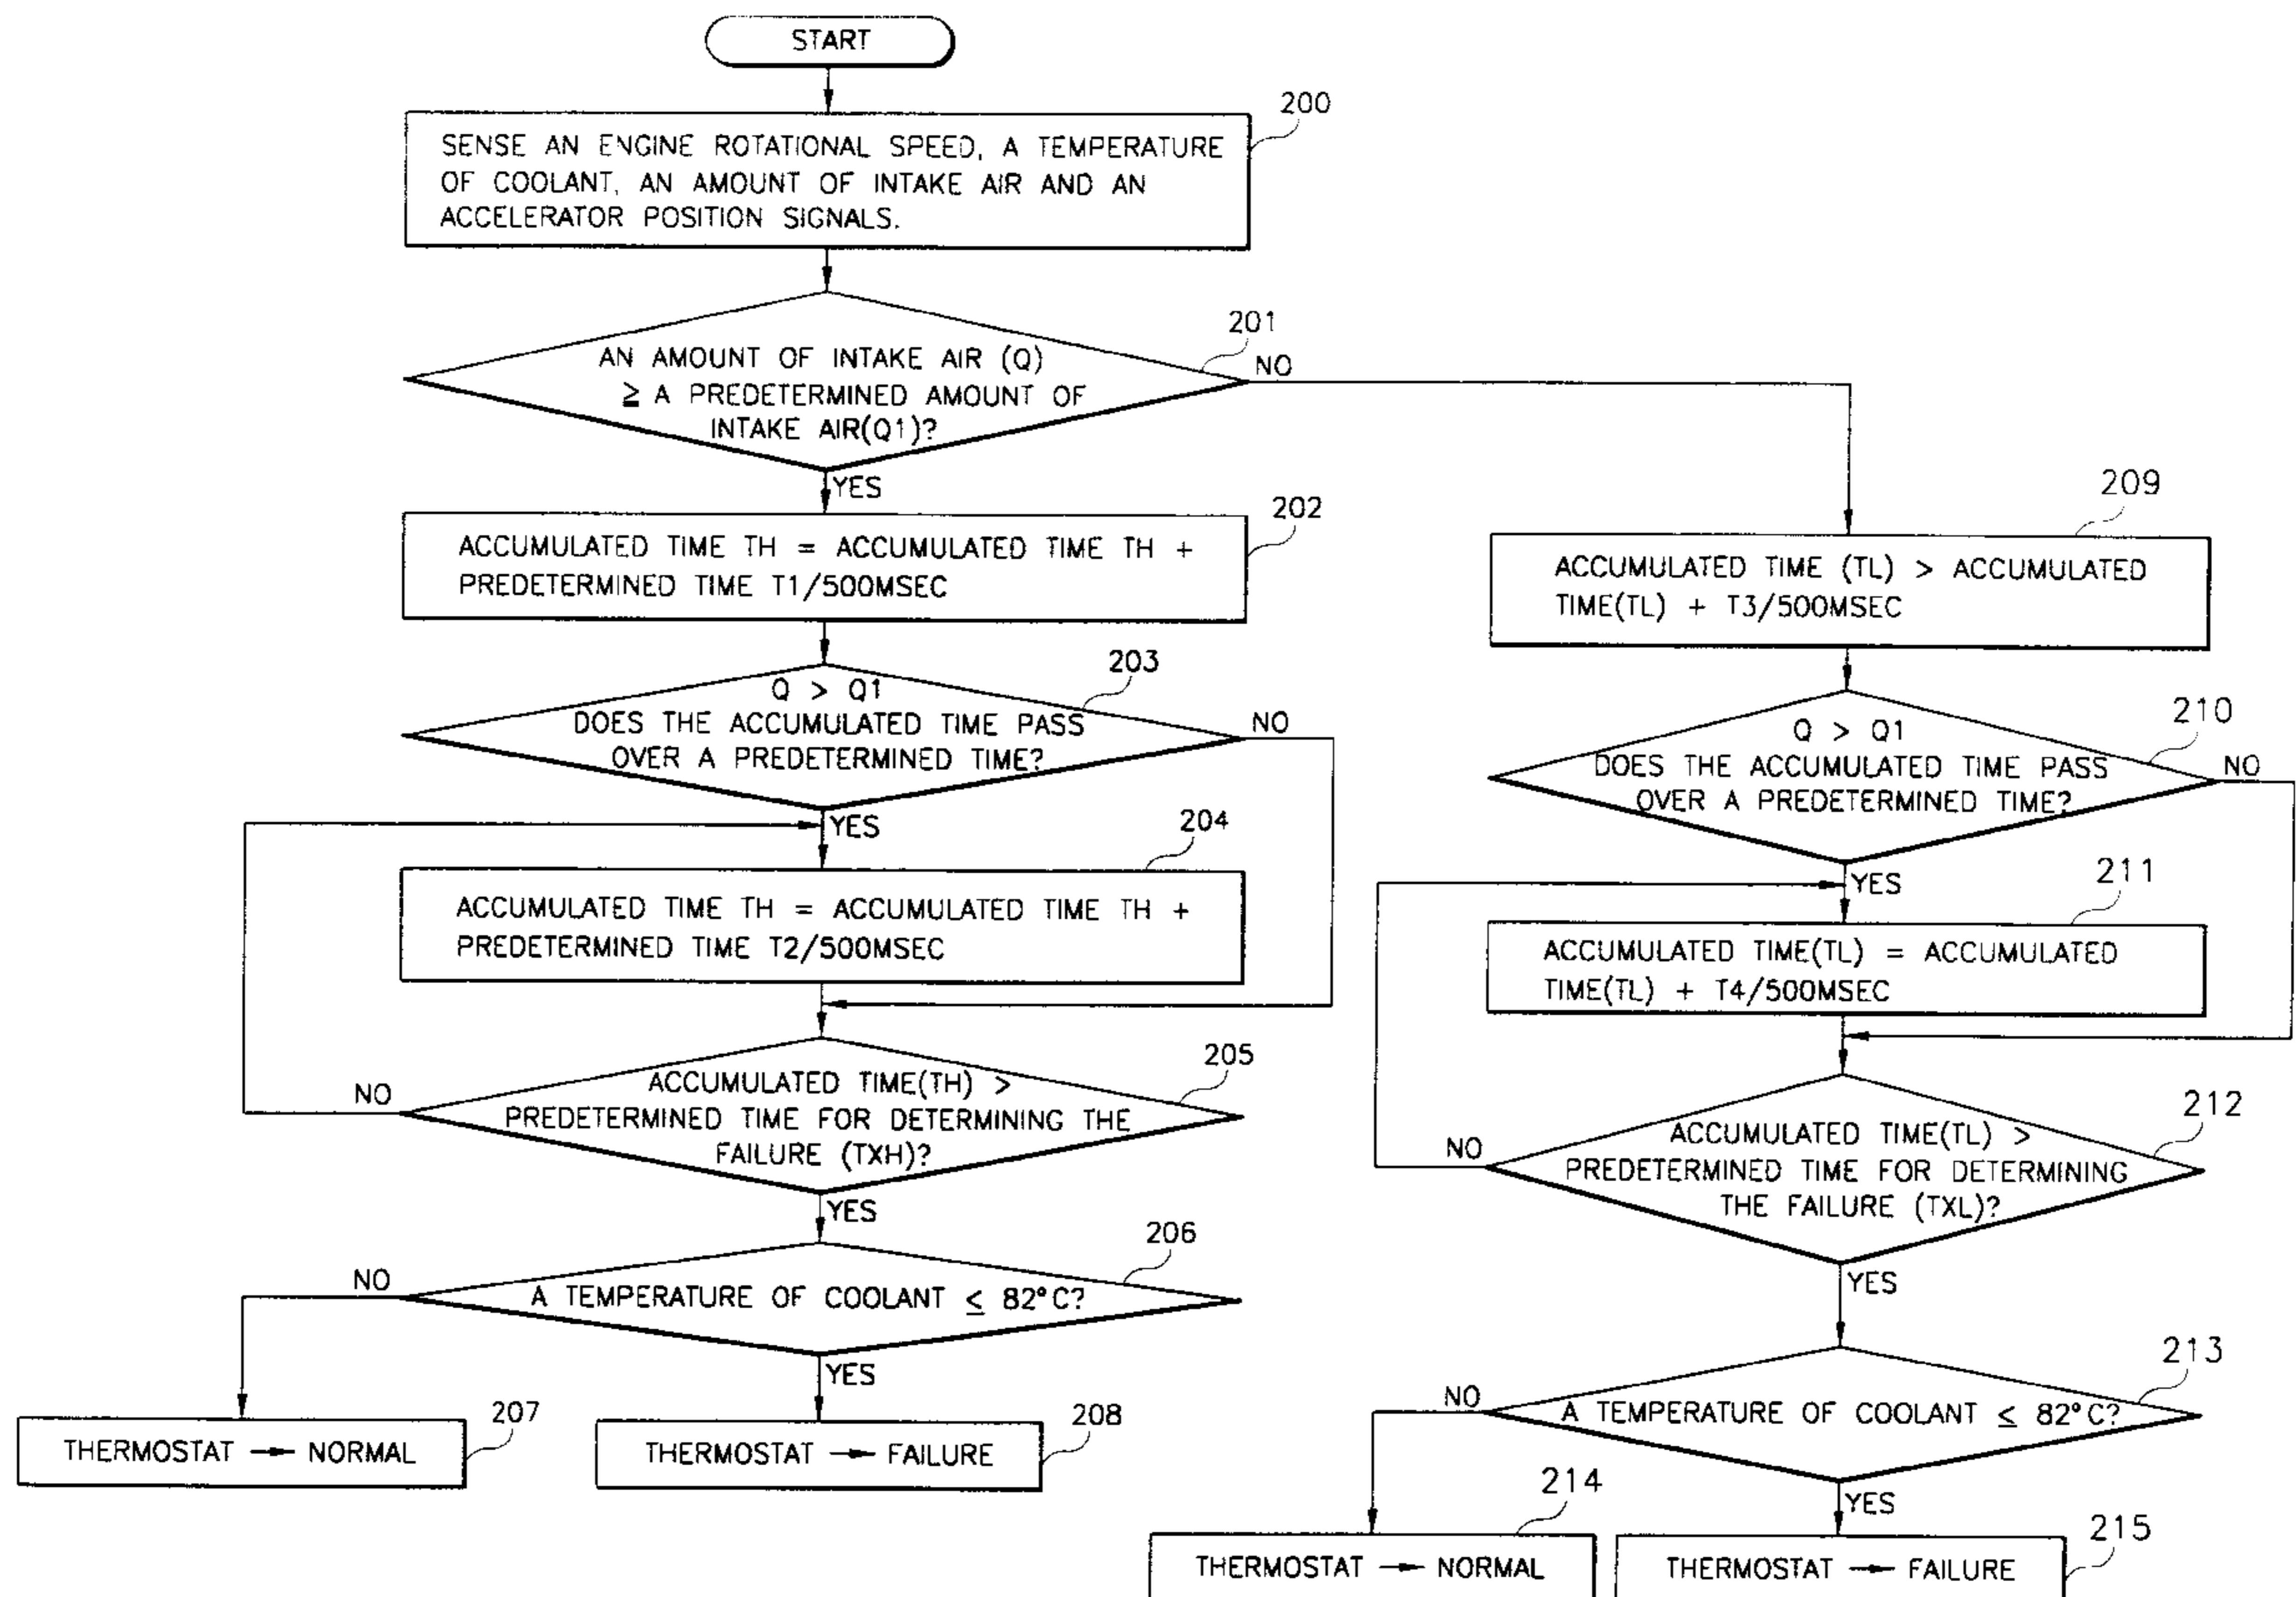 START
200
SENSE AN ENGINE ROTATIONAL SPEED, A TEMPERATURE
OF COOLANT, AN AMOUNT OF INTAKE AIR AND AN
ACCELERATOR POSITION SIGNALS.
201
AN AMOUNT OF INTAKE AIR (Q)
≧ A PREDETERMINED AMOUNT OF
INTAKE AIR(Q1)?
NO
YES
202
ACCUMULATED TIME TH = ACCUMULATED TIME TH +
PREDETERMINED TIME T1/500MSEC
203
Q > Q1
DOES THE ACCUMULATED TIME PASS
OVER A PREDETERMINED TIME?
NO
YES
204
ACCUMULATED TIME TH = ACCUMULATED TIME TH +
PREDETERMINED TIME T2/500MSEC
205
ACCUMULATED TIME(TH) >
PREDETERMINED TIME FOR DETERMINING THE
FAILURE (TXH)?
NO
YES
206
A TEMPERATURE OF COOLANT ≤ 82°C?
NO
YES
207
THERMOSTAT → NORMAL
208
THERMOSTAT → FAILURE
209
ACCUMULATED TIME (TL) > ACCUMULATED
TIME(TL) + T3/500MSEC
210
Q > Q1
DOES THE ACCUMULATED TIME PASS
OVER A PREDETERMINED TIME?
NO
YES
211
ACCUMULATED TIME(TL) = ACCUMULATED
TIME(TL) + T4/500MSEC
212
ACCUMULATED TIME(TL) >
PREDETERMINED TIME FOR DETERMINING
THE FAILURE (TXL)?
NO
YES
213
A TEMPERATURE OF COOLANT ≤ 82°C?
NO
YES
214
THERMOSTAT → NORMAL
215
THERMOSTAT → FAILURE